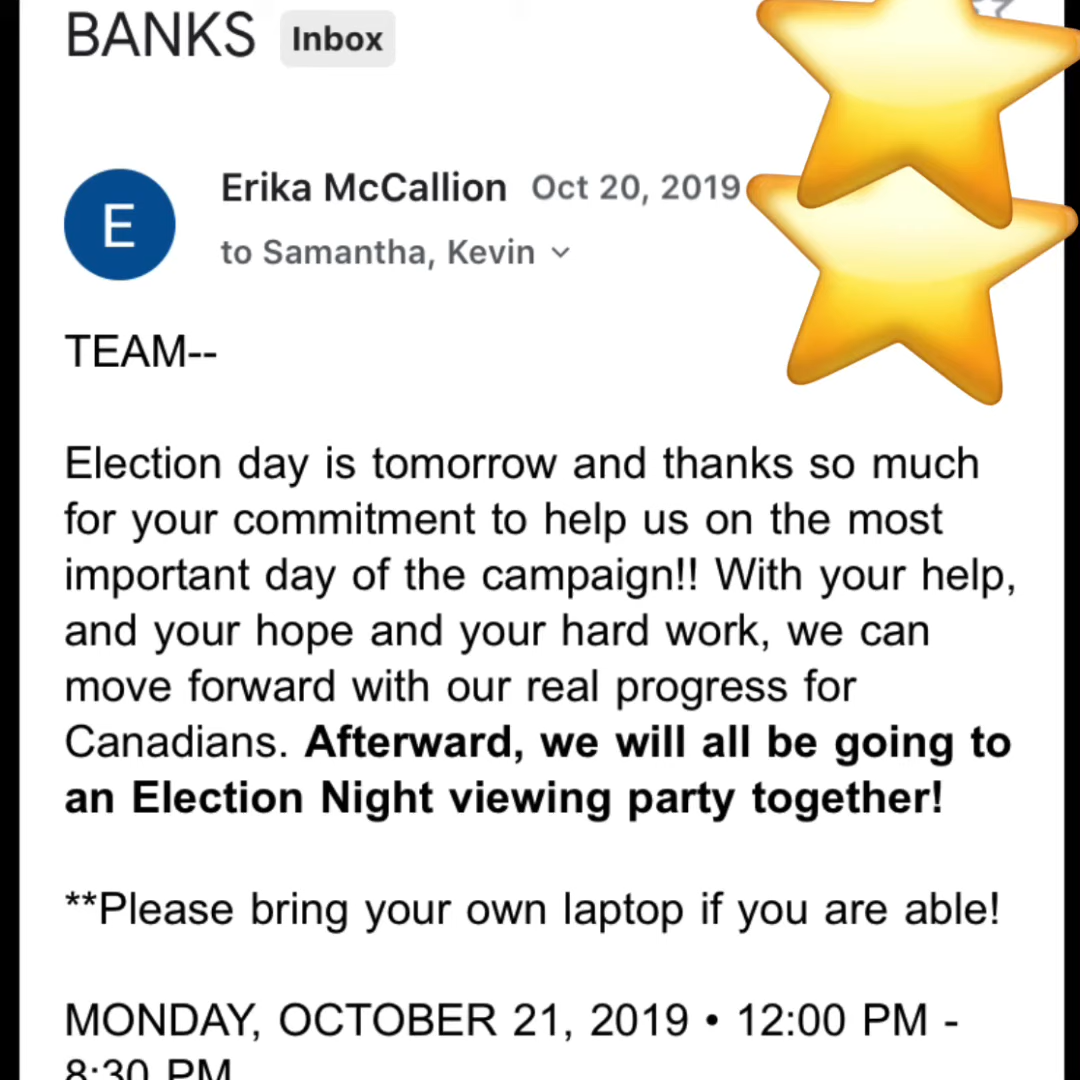 BANKS Inbox
E
Erika McCallion Oct 20, 2019
to Samantha, Kevin
TEAM--
Election day is tomorrow and thanks so much
for your commitment to help us on the most
important day of the campaign!! With your help,
and your hope and your hard work, we can
move forward with our real progress for
Canadians. Afterward, we will all be going to
an Election Night viewing party together!
**Please bring your own laptop if you are able!
MONDAY, OCTOBER 21, 2019 • 12:00 PM -
8:30 PM